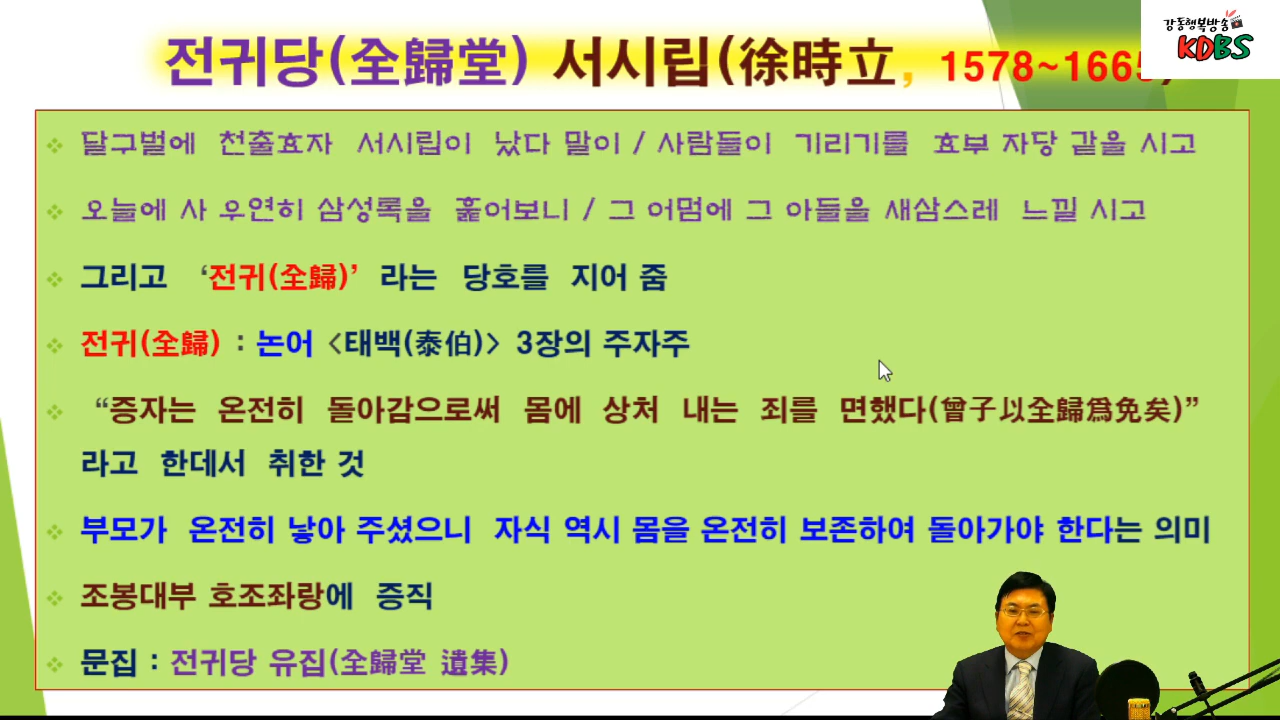 전귀당(全歸堂) 서시립(徐時立, 1578~1665)
강동행복방송
KDBS
달구벌에 천출효자 서시립이 났다 말이 / 사람들이 기리기를 효부 자당 같을 시고
오늘에 사 우연히 삼성록을 훑어보니 / 그 어멈에 그 아들을 새삼스레 느낄 시고
그리고 ‘전귀(全歸)’ 라는 당호를 지어 줌
전귀(全歸) : 논어 <태백(泰伯)> 3장의 주자주
“증자는 온전히 돌아감으로써 몸에 상처 내는 죄를 면했다(曾子以全歸爲免矣)”
라고 한데서 취한 것
부모가 온전히 낳아 주셨으니 자식 역시 몸을 온전히 보존하여 돌아가야 한다는 의미
조봉대부 호조좌랑에 증직
문집 : 전귀당 유집(全歸堂 遺集)